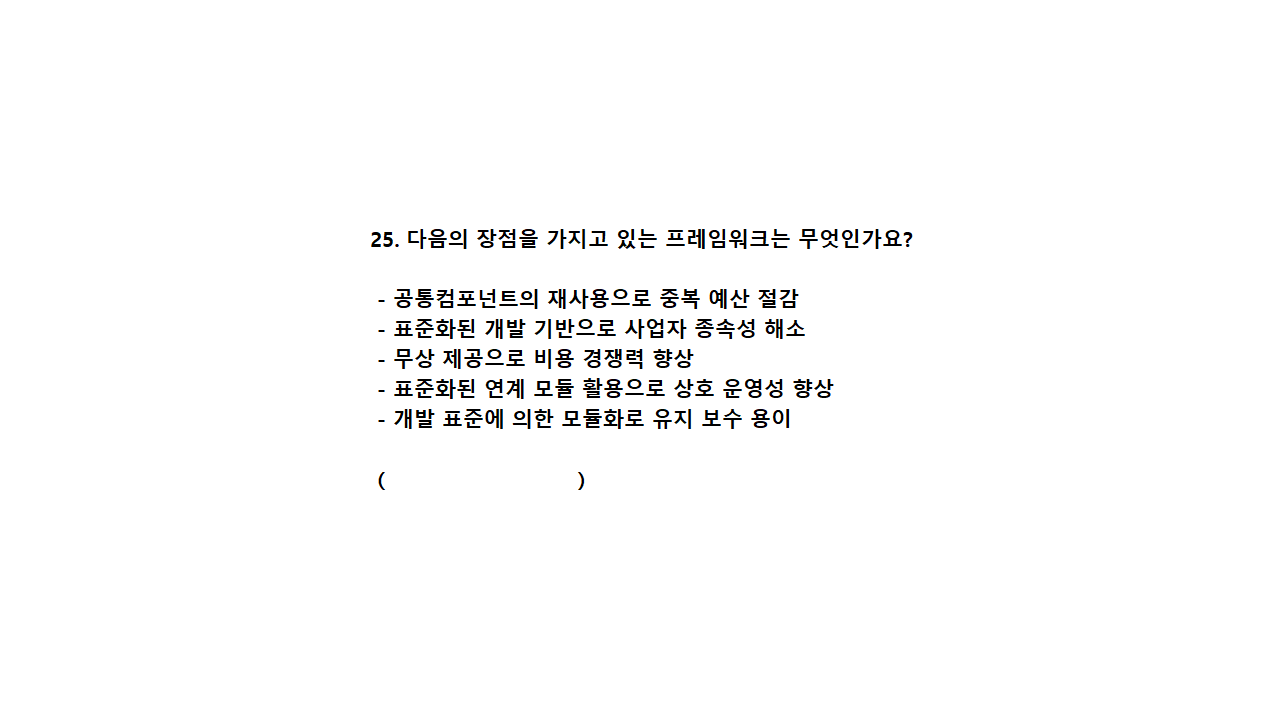 25. 다음의 장점을 가지고 있는 프레임워크는 무엇인가요?
- 공통컴포넌트의 재사용으로 중복 예산 절감
- 표준화된 개발 기반으로 사업자 종속성 해소
- 무상 제공으로 비용 경쟁력 향상
- 표준화된 연계 모듈 활용으로 상호 운영성 향상
- 개발 표준에 의한 모듈화로 유지 보수 용이
( )